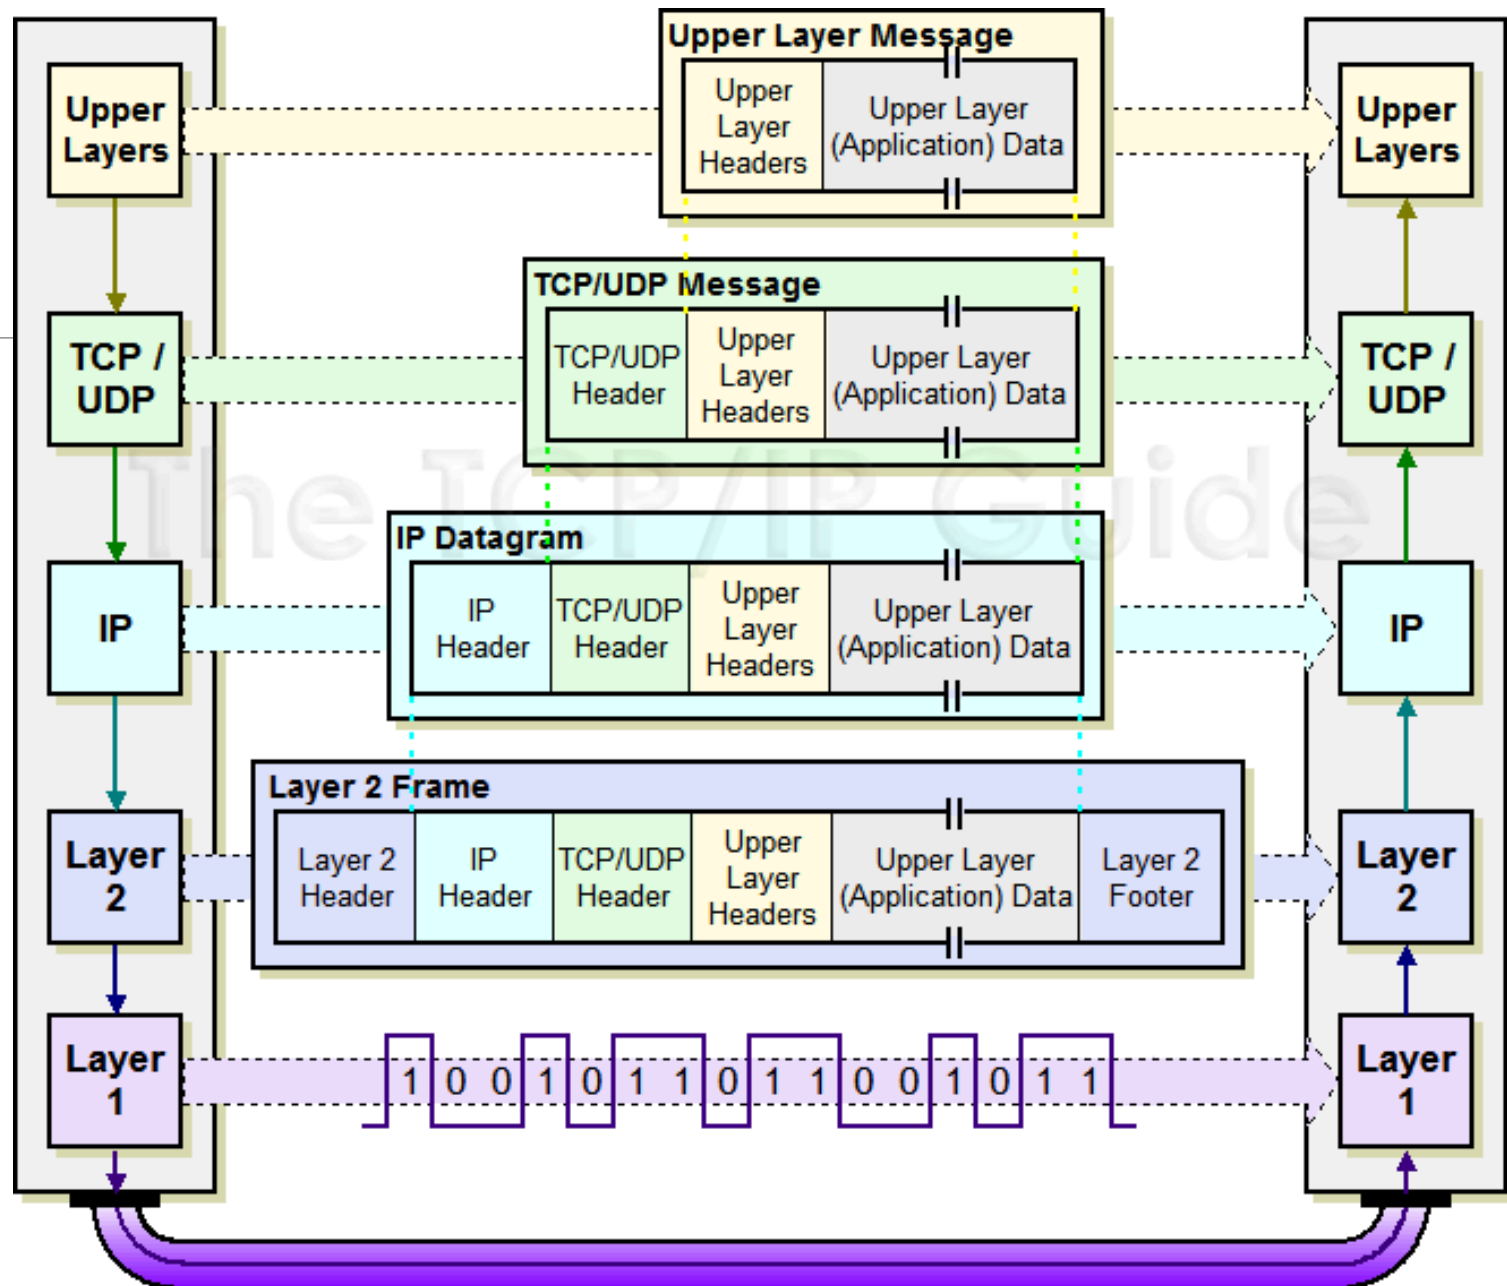 Upper Layer Message
Upper
Layers
Upper
Layer
Headers
Upper Layer
(Application) Data
Upper
Layers
TCP/UDP Message
TCP /
UDP
TCP/UDP
Header
Upper
Layer
Headers
Upper Layer
(Application) Data
TCP /
UDP
The TCP/IP Guide
IP Datagram
IP
IP
Header
TCP/UDP
Header
Upper
Layer
Headers
Upper Layer
(Application) Data
IP
Layer 2 Frame
Layer
2
Layer 2
Header
IP
Header
TCP/UDP
Header
Upper
Layer
Headers
Upper Layer
(Application) Data
Layer 2
Footer
Layer
2
Layer
1
1 0 0 1 0 1 1 0 1 1 0 0 1 0 1 1
Layer
1